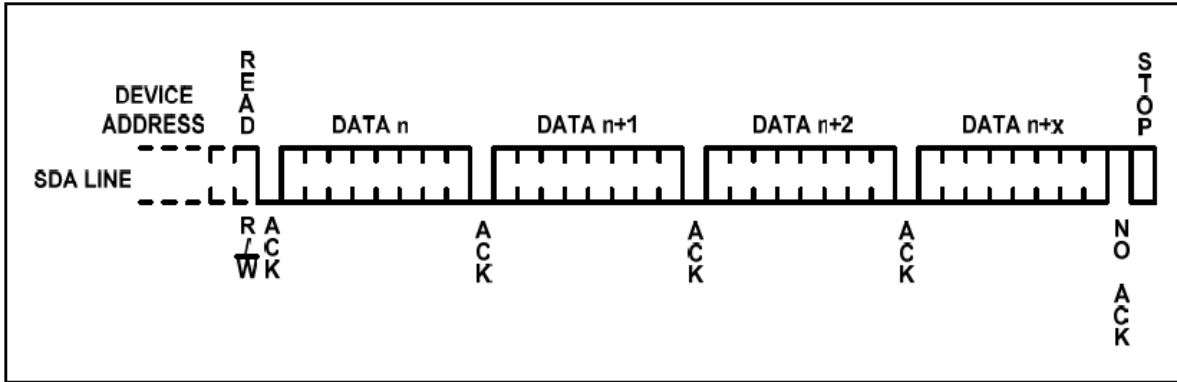 READ
STOP
DEVICE
ADDRESS
DATA n
DATA n+1
DATA n+2
DATA n+x
SDA LINE
R/W
ACK
ACK
ACK
ACK
NO ACK